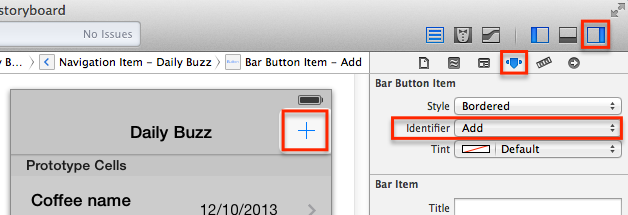 storyboard
No Issues
y B... Navigation Item – Daily Buzz Bar Button Item – Add
Bar Button Item
Style Bordered
Identifier Add
Tint Default
Bar Item
Title
Daily Buzz
Prototype Cells
Coffee name
12/10/2013